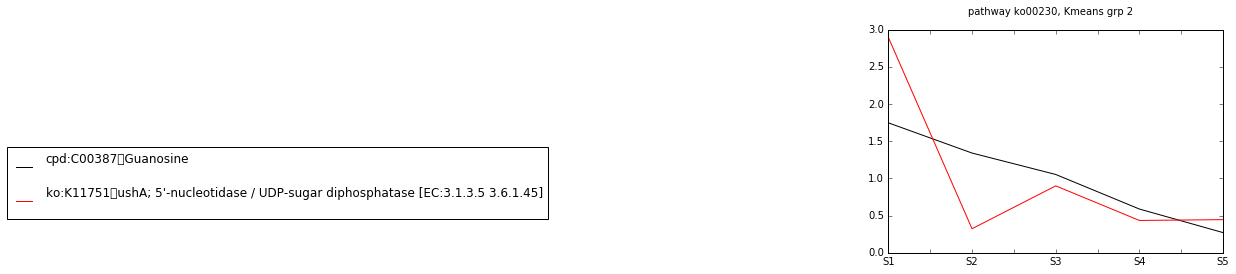 pathway ko00230, Kmeans grp 2
3.0
2.5
2.0
1.5
1.0
0.5
0.0
S1 S2 S3 S4 S5
cpd:C00387▯Guanosine
ko:K11751▯ushA; 5'-nucleotidase / UDP-sugar diphosphatase [EC:3.1.3.5 3.6.1.45]